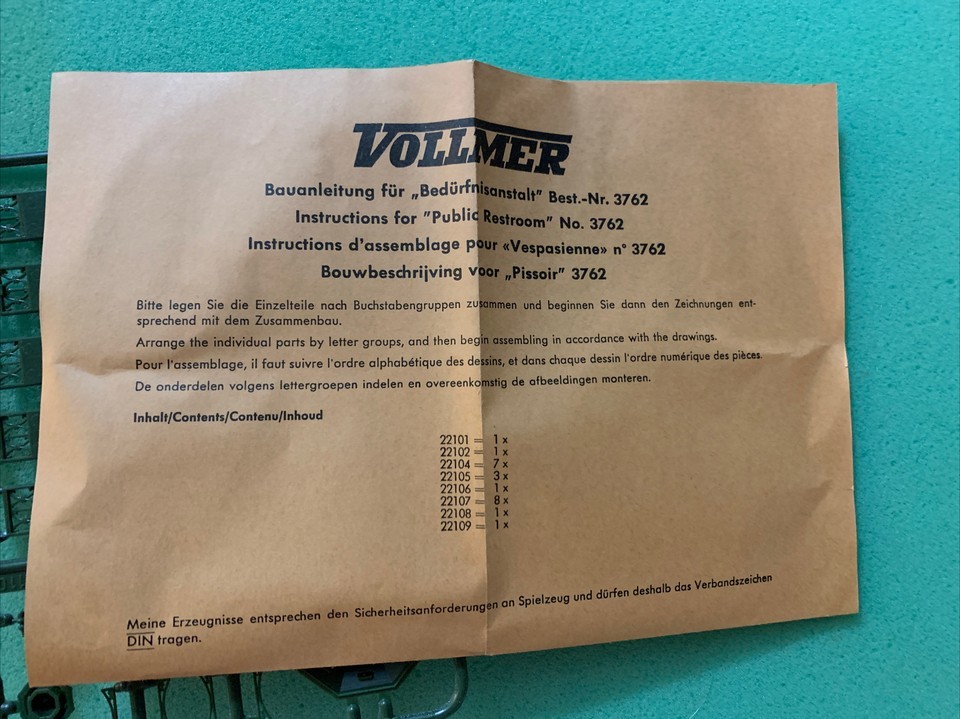 VOLLMER
Bauanleitung für „Bedürfnisanstalt” Best.-Nr. 3762
Instructions for ”Public Restroom” No. 3762
Instructions d'assemblage pour «Vespasienne» n° 3762
Bouwbeschrijving voor „Pissoir” 3762
Bitte legen Sie die Einzelteile nach Buchstabengruppen zusammen und beginnen Sie dann den Zeichnungen ent-
sprechend mit dem Zusammenbau.
Arrange the individual parts by letter groups, and then begin assembling in accordance with the drawings.
Pour l'assemblage, il faut suivre l'ordre alphabétique des dessins, et dans chaque dessin l'ordre numérique des pièces.
De onderdelen volgens lettergroepen indelen en overeenkomstig de afbeeldingen monteren.
Inhalt/Contents/Contenu/Inhoud
22101 = 1 x
22102 = 1 x
22104 = 7 x
22105 = 3 x
22106 = 1 x
22107 = 8 x
22108 = 1 x
22109 = 1 x
Meine Erzeugnisse entsprechen den Sicherheitsanforderungen an Spielzeug und dürfen deshalb das Verbandszeichen
DIN tragen.